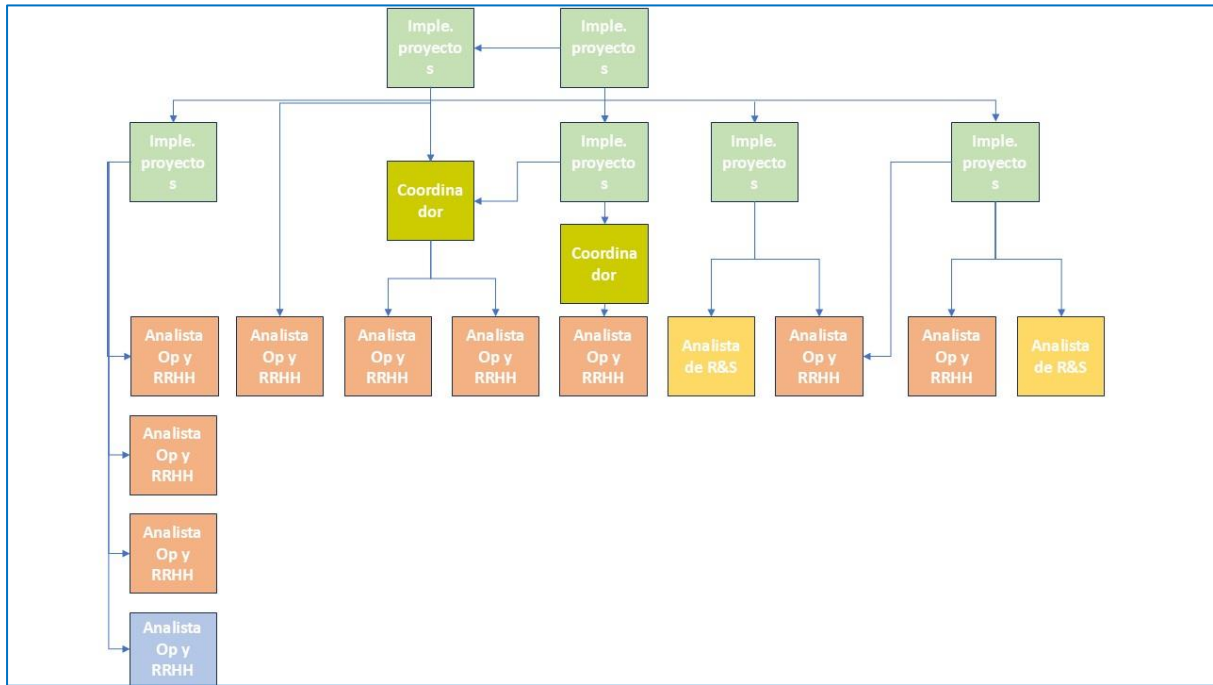 Imple.
proyecto
s
Imple.
proyecto
s
Imple.
proyecto
s
Coordina
dor
Imple.
proyecto
s
Imple.
proyecto
s
Imple.
proyecto
s
Coordina
dor
Analista
Op y
RRHH
Analista
Op y
RRHH
Analista
Op y
RRHH
Analista
Op y
RRHH
Analista
Op y
RRHH
Analista
de R&S
Analista
Op y
RRHH
Analista
Op y
RRHH
Analista
de R&S
Analista
Op y
RRHH
Analista
Op y
RRHH
Analista
Op y
RRHH